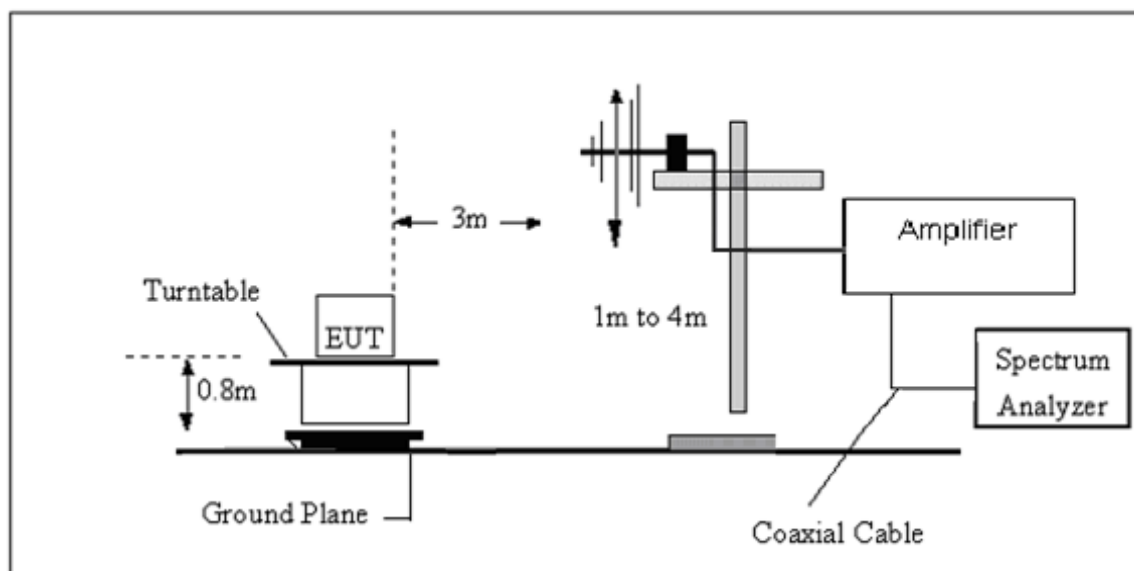 3m
Amplifier
Turntable
EUT
1m to 4m
0.8m
Spectrum
Analyzer
Ground Plane
Coaxial Cable